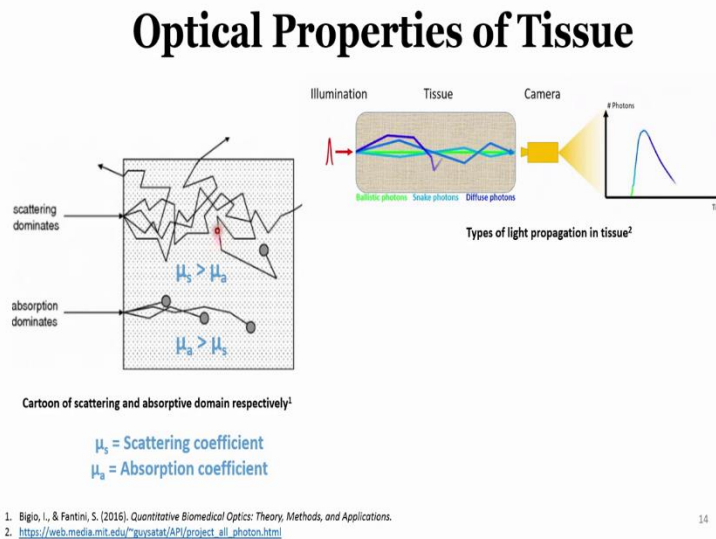 Optical Properties of Tissue
Illumination
Tissue
Camera
# Photons
Ballistic photons
Snake photons
Diffuse photons
Types of light propagation in tissue2
scattering
dominates
μs > μa
absorption
dominates
μa > μs
Cartoon of scattering and absorptive domain respectively1
μs = Scattering coefficient
μa = Absorption coefficient
1. Bigio, I., & Fantini, S. (2016). Quantitative Biomedical Optics: Theory, Methods, and Applications.
2. https://web.media.mit.edu/~guysatat/API/project_all_photon.html
14